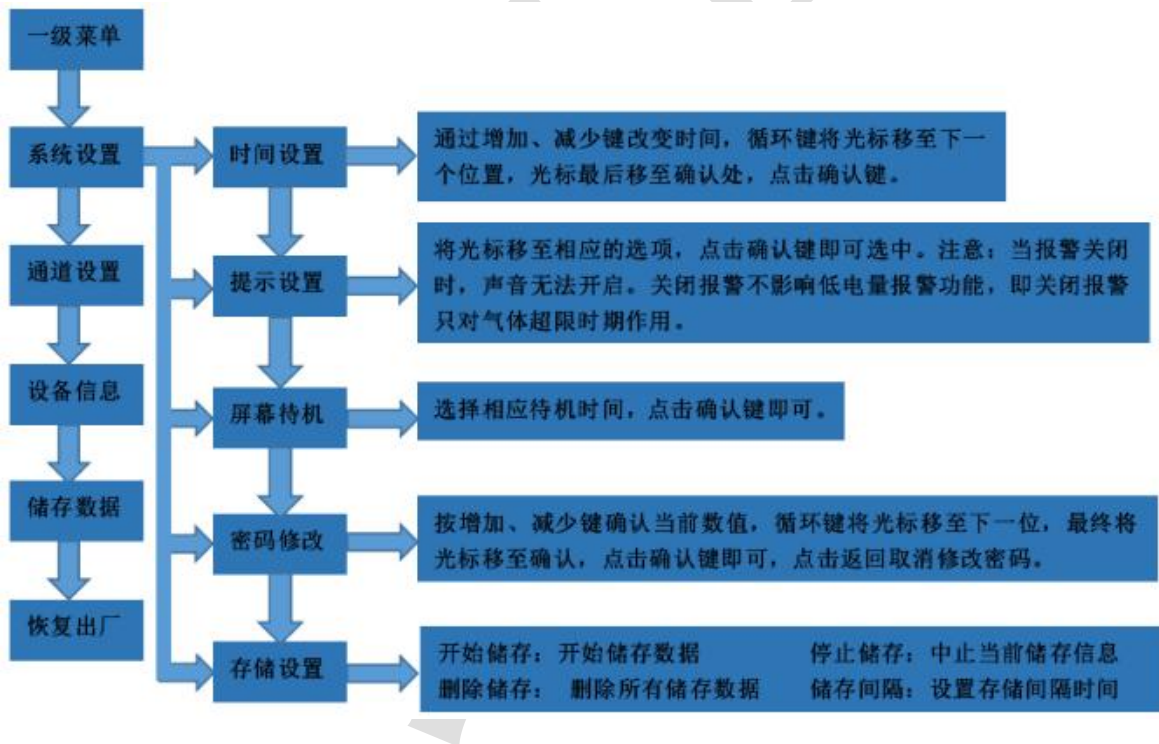 一级菜单
系统设置
时间设置
通过增加、减少键改变时间，循环键将光标移至下一
个位置，光标最后移至确认处，点击确认键。
通道设置
提示设置
将光标移至相应的选项，点击确认键即可选中。注意：当报警关闭
时，声音无法开启。关闭报警不影响低电量报警功能，即关闭报警
只对气体超限时期作用。
设备信息
屏幕待机
选择相应待机时间，点击确认键即可。
储存数据
密码修改
按增加、减少键确认当前数值，循环键将光标移至下一位，最终将
光标移至确认，点击确认键即可，点击返回取消修改密码。
恢复出厂
存储设置
开始储存：开始储存数据 停止储存：中止当前储存信息
删除储存： 删除所有储存数据 储存间隔：设置存储间隔时间